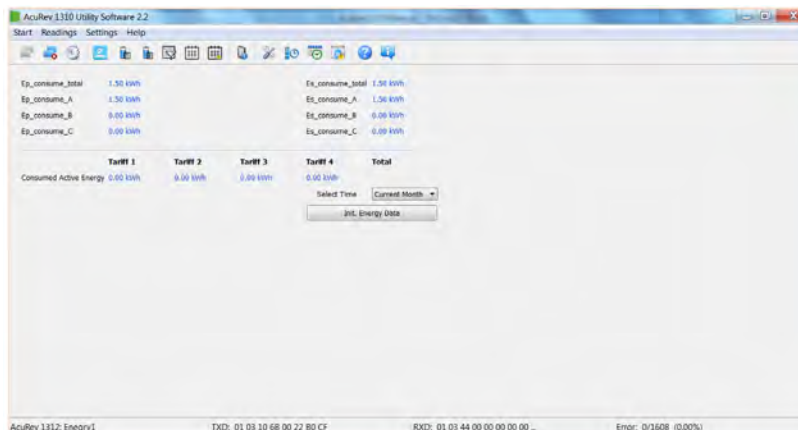 AcuRev 1310 Utility Software 2.2
Start Readings Settings Help
Ep_consume_total 1.50 kWh Es_consume_total 1.50 kWh
Ep_consume_A 1.50 kWh Es_consume_A 1.50 kWh
Ep_consume_B 0.00 kWh Es_consume_B 0.00 kWh
Ep_consume_C 0.00 kWh Es_consume_C 0.00 kWh
Tariff 1 Tariff 2 Tariff 3 Tariff 4 Total
Consumed Active Energy 0.00 kWh 0.00 kWh 0.00 kWh 0.00 kWh
Select Time Current Month
Init. Energy Data
AcuRev 1312: Eneory1 TXD: 01 03 10 68 00 22 B0 CF RXD: 01 03 44 00 00 00 00 00 ... Error: 0/1608 (0.00%)